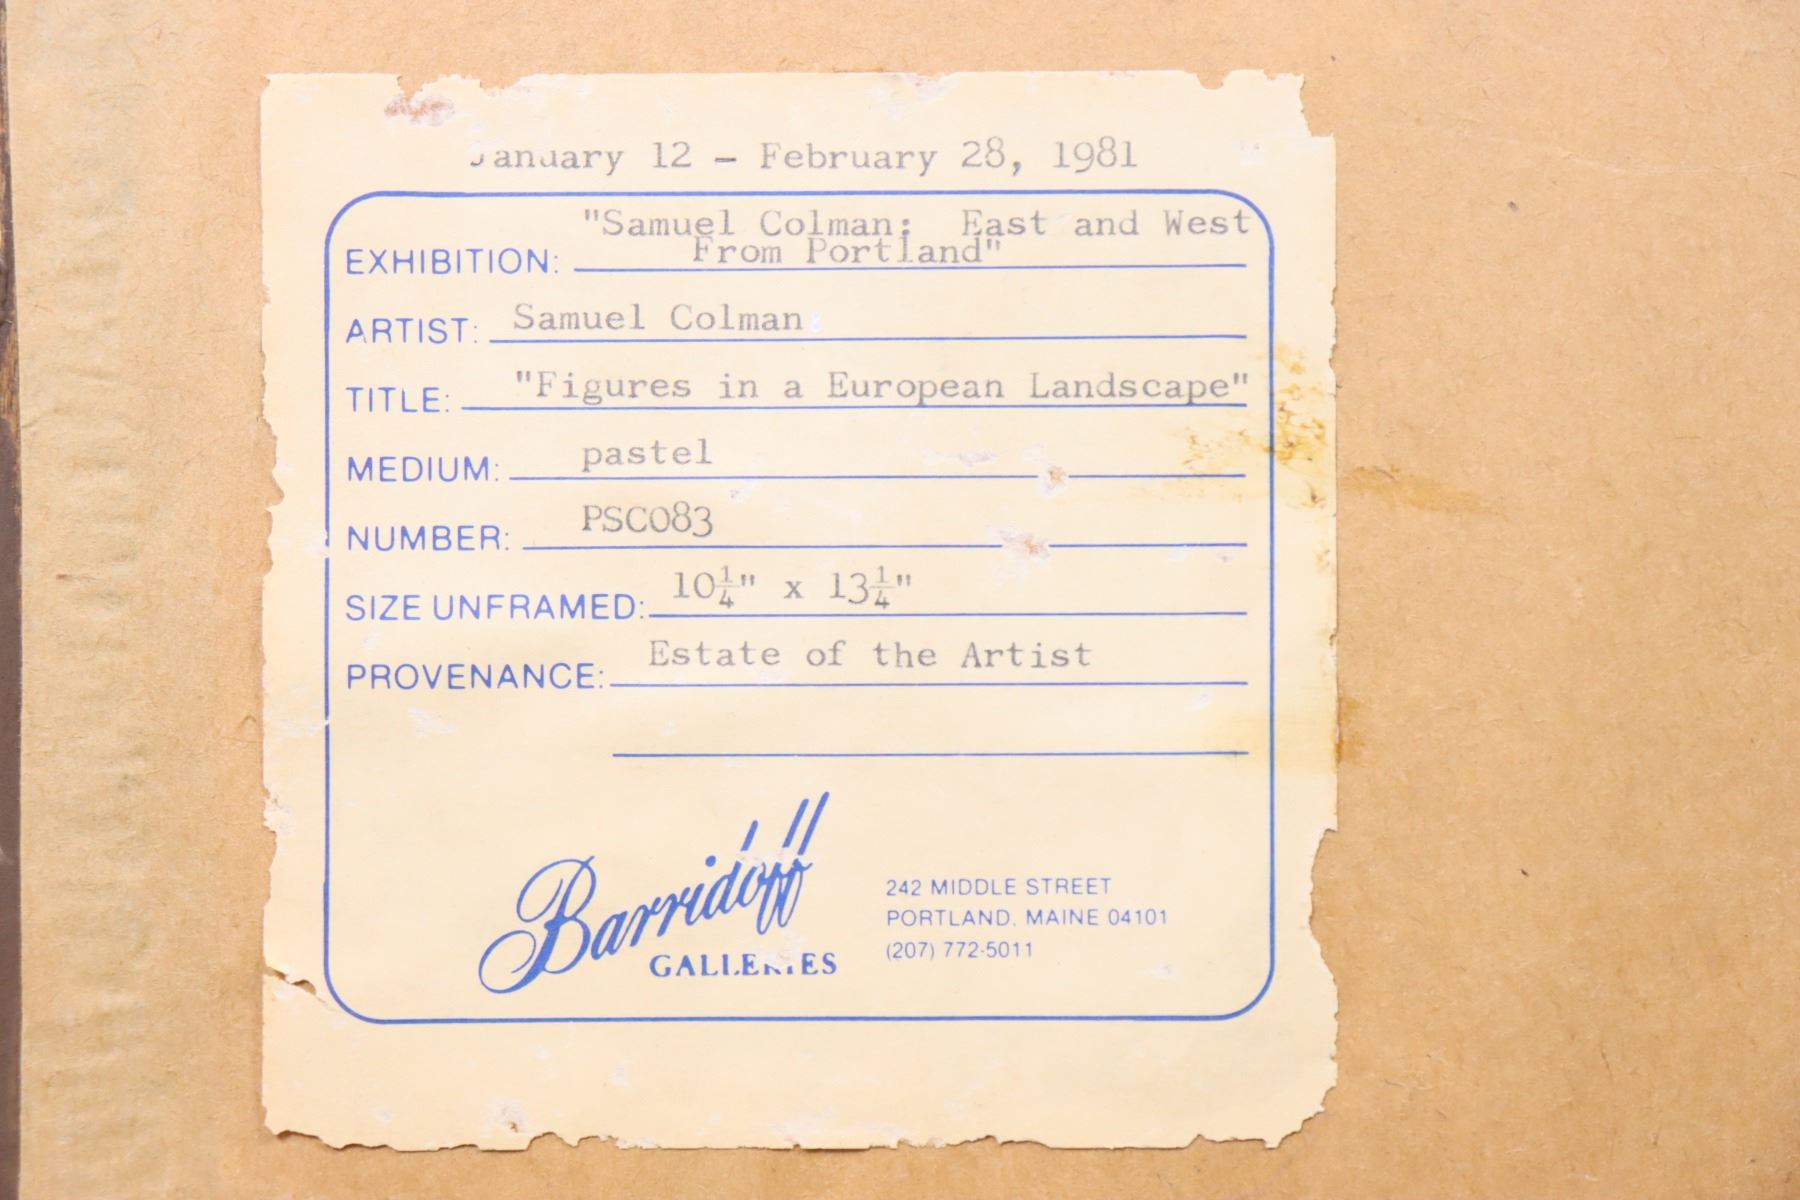 January 12 - February 28, 1981
"Samuel Colman: East and West
EXHIBITION: From Portland"
ARTIST: Samuel Colman
TITLE: "Figures in a European Landscape"
MEDIUM: pastel
NUMBER: PSC083
SIZE UNFRAMED: 10¼" x 13¼"
PROVENANCE: Estate of the Artist
Barridoff
GALLERIES
242 MIDDLE STREET
PORTLAND, MAINE 04101
(207) 772-5011